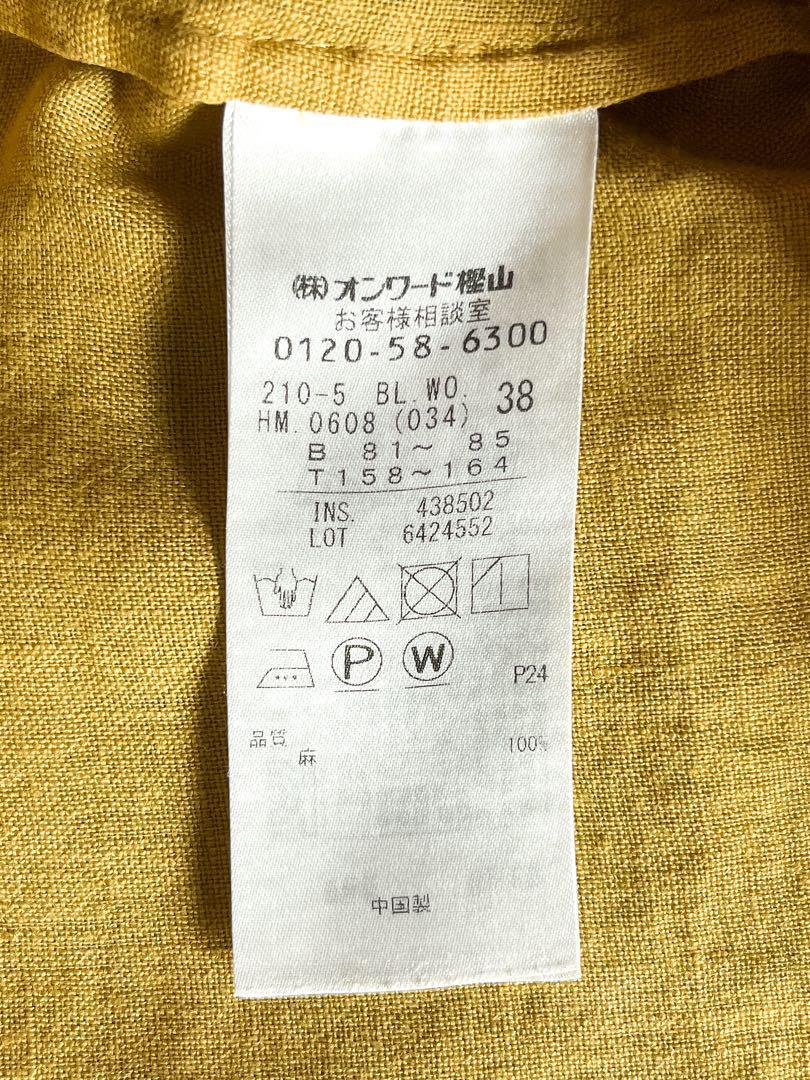 (株)オンワード樫山
お客様相談室
0120-58-6300
210-5 BL.WO. 38
HM.0608 (034)
B 81~ 85
T158~164
INS. 438502
LOT 6424552
P W P24
品質
麻 100%
中国製